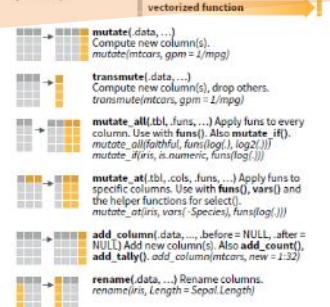 vectorized function
mutate(.data, …)
Compute new column(s).
mutate(mtcars, gpm = 1/mpg)
transmute(.data, …)
Compute new column(s), drop others.
transmute(mtcars, gpm = 1/mpg)
mutate_all(.tbl, .funs, …) Apply funs to every
column. Use with funs(). Also mutate_if().
mutate_all(faithful, funs(log(.), log2(.)))
mutate_if(iris, is.numeric, funs(log(.)))
mutate_at(.tbl, .cols, .funs, …) Apply funs to
specific columns. Use with funs(), vars() and
the helper functions for select().
mutate_at(iris, vars( -Species), funs(log(.)))
add_column(.data, …, .before = NULL, .after =
NULL) Add new column(s). Also add_count(),
add_tally(). add_column(mtcars, new = 1:32)
rename(.data, …) Rename columns.
rename(iris, Length = Sepal.Length)